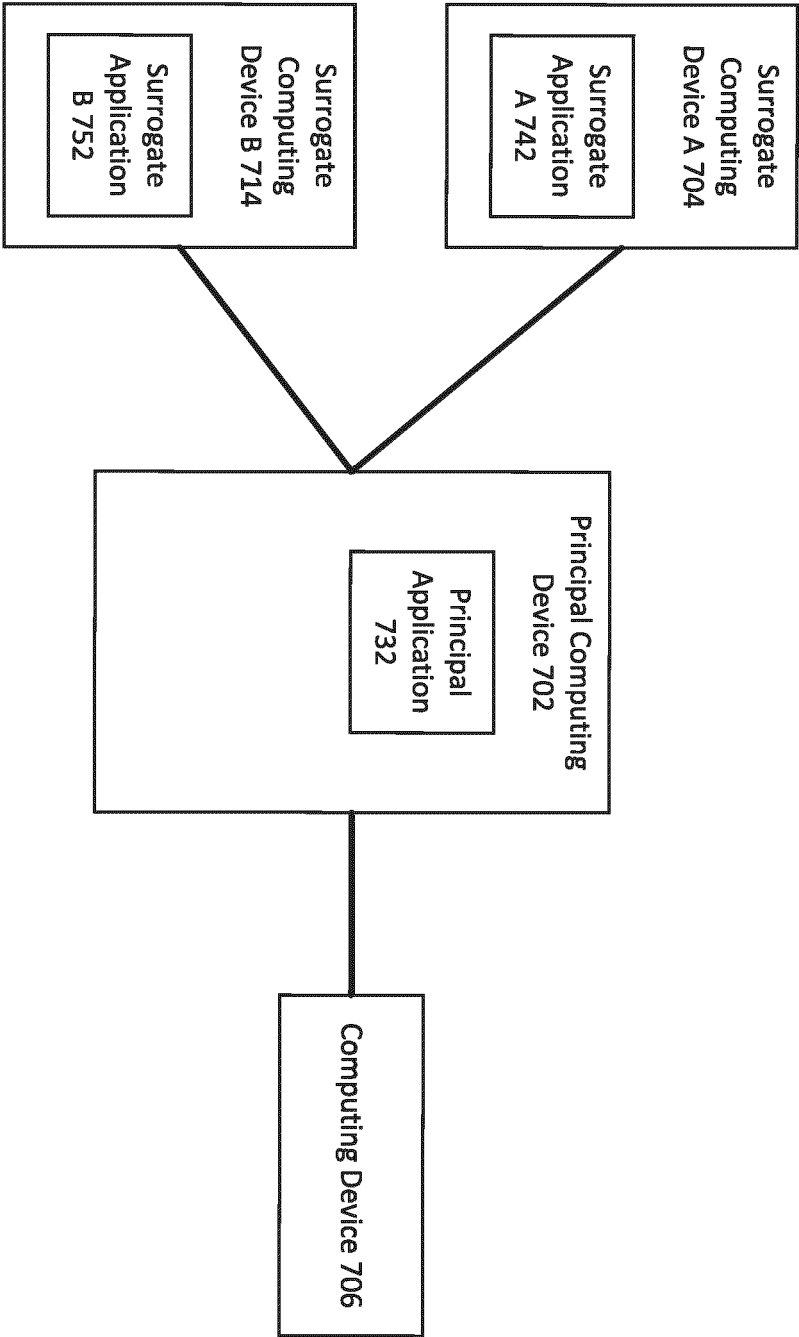 Surrogate
Computing
Device A 704
Surrogate
Application
A 742
Surrogate
Computing
Device B 714
Surrogate
Application
B 752
Principal Computing
Device 702
Principal
Application
732
Computing Device 706